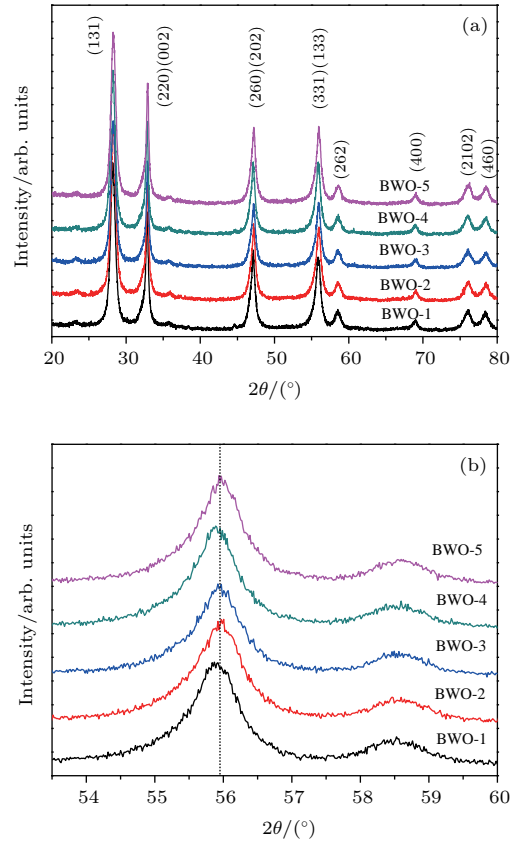 (a)
Intensity/arb. units
(131)
(220)(002)
(260)(202)
(331)(133)
(262)
(400)
(2102)
(460)
BWO-5
BWO-4
BWO-3
BWO-2
BWO-1
20 30 40 50 60 70 80
2θ/(°)
(b)
Intensity/arb. units
BWO-5
BWO-4
BWO-3
BWO-2
BWO-1
54 55 56 57 58 59 60
2θ/(°)